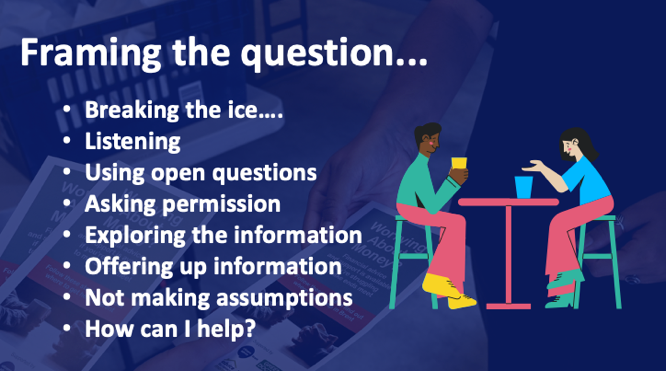 Framing the question...
• Breaking the ice....
• Listening
• Using open questions
• Asking permission
• Exploring the information
• Offering up information
• Not making assumptions
• How can I help?